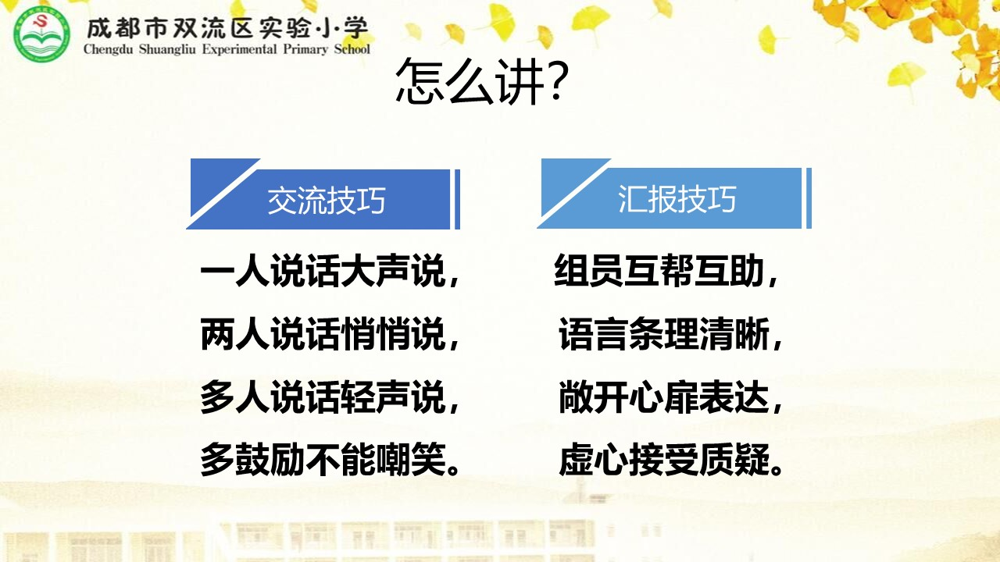 成都市双流区实验小学
Chengdu Shuangliu Experimental Primary School
怎么讲？
交流技巧
一人说话大声说，
两人说话悄悄说，
多人说话轻声说，
多鼓励不能嘲笑。
汇报技巧
组员互帮互助，
语言条理清晰，
敞开心扉表达，
虚心接受质疑。